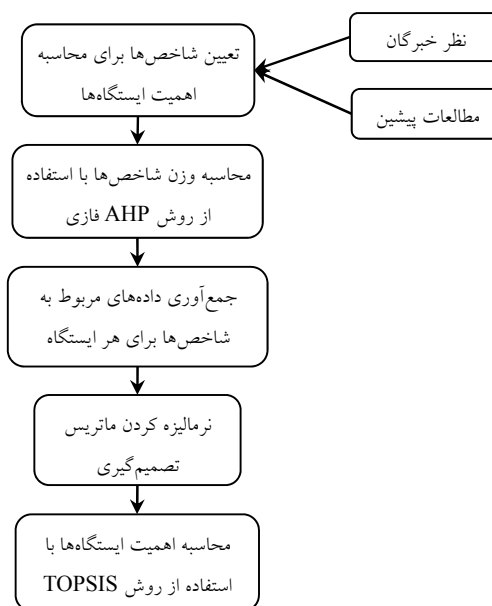 تعیین شاخص‌ها برای محاسبه
اهمیت ایستگاه‌ها
نظر خبرگان
مطالعات پیشین
محاسبه وزن شاخص‌ها با استفاده
از روش AHP فازی
جمع‌آوری داده‌های مربوط به
شاخص‌ها برای هر ایستگاه
نرمالیزه کردن ماتریس
تصمیم‌گیری
محاسبه اهمیت ایستگاه‌ها با
استفاده از روش TOPSIS